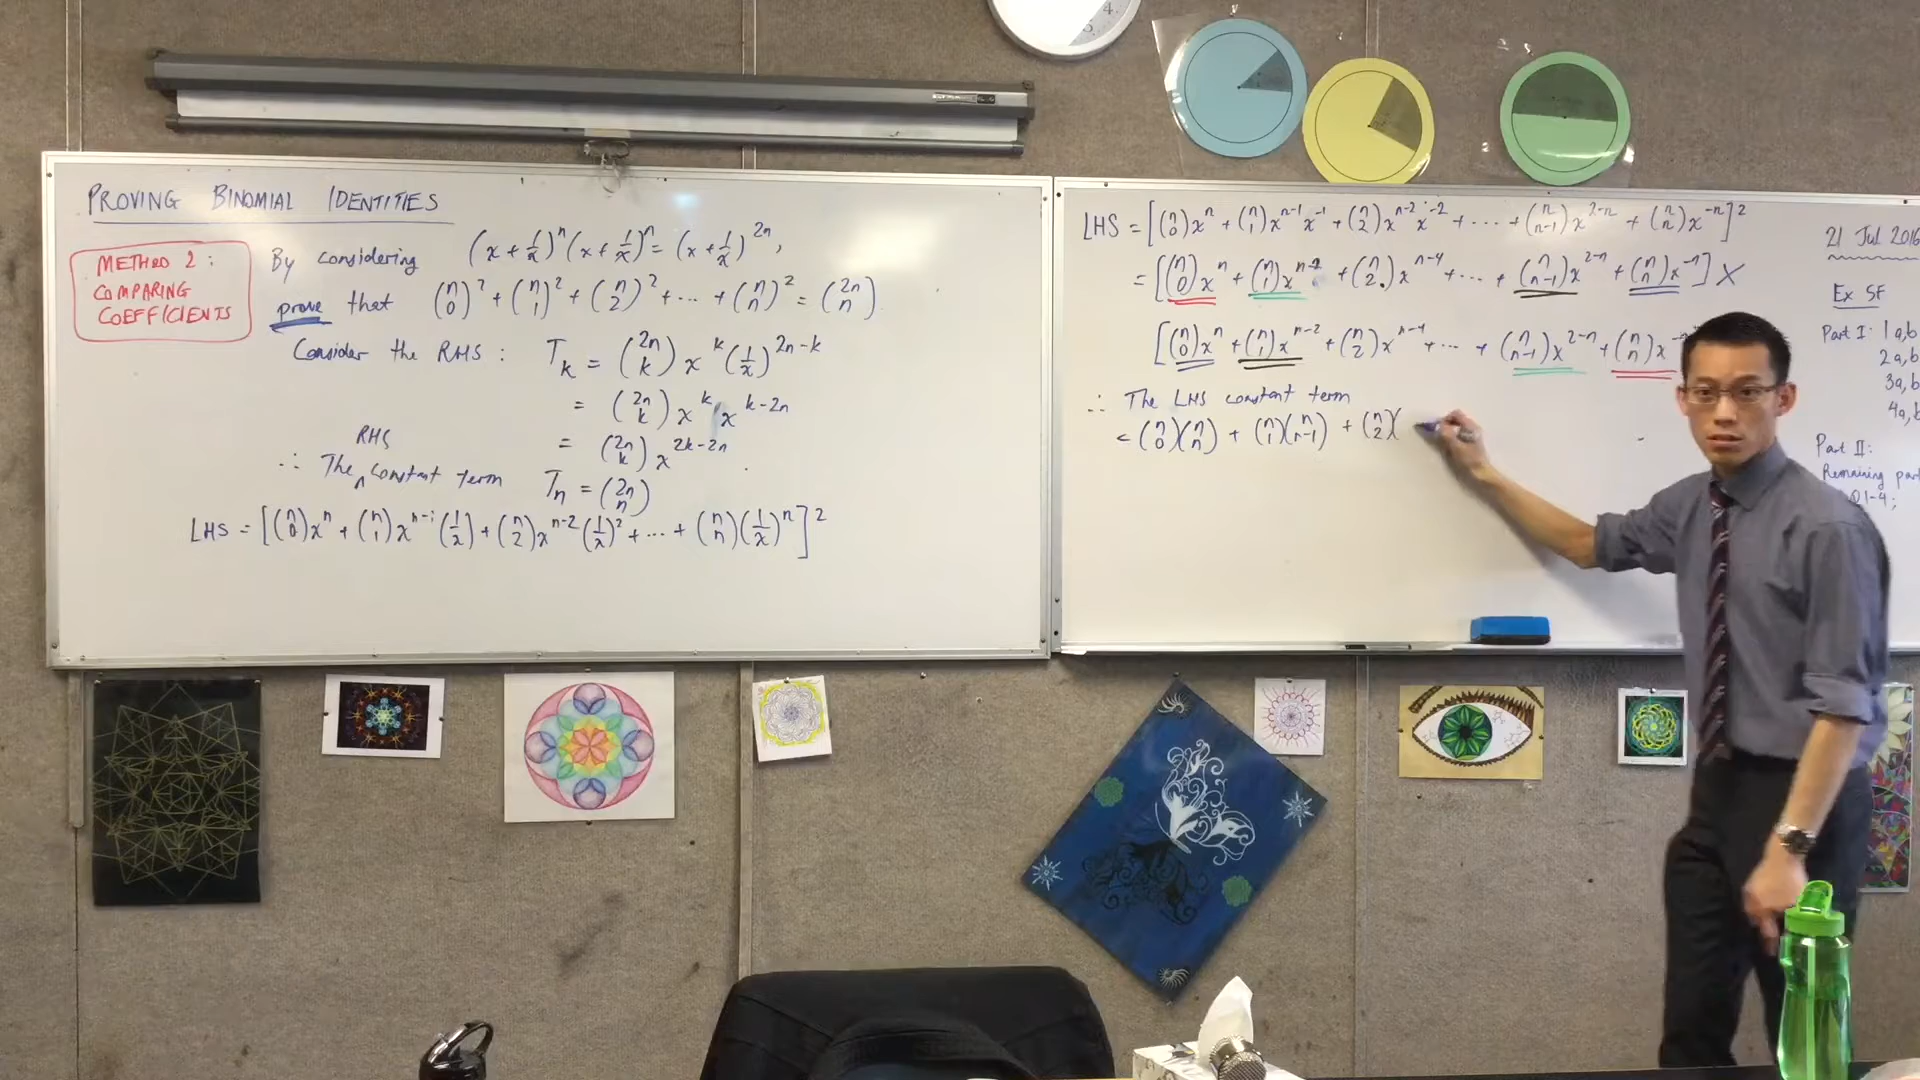 PROVING BINOMIAL IDENTITIES
METHOD 2:
COMPARING
COEFFICIENTS
By considering (x + 1/x)^n (x + 1/x)^n = (x + 1/x)^2n,
prove that (n 0)^2 + (n 1)^2 + (n 2)^2 + ... + (n n)^2 = (2n n)
Consider the RHS: T_k = (2n k) x^k (1/x)^2n-k
= (2n k) x^k x^k-2n
= (2n k) x^2k-2n
∴ The RHS constant term T_n = (2n n)
LHS = [(n 0)x^n + (n 1)x^n-1 (1/x) + (n 2)x^n-2 (1/x)^2 + ... + (n n)(1/x)^n]^2
LHS = [(n 0)x^n + (n 1)x^n-1 x^-1 + (n 2)x^n-2 x^-2 + .... + (n n-1)x^2-n + (n n)x^-n]^2
= [(n 0)x^n + (n 1)x^n-2 + (n 2)x^n-4 + ... + (n n-1)x^2-n + (n n)x^-n] X
[(n 0)x^n + (n 1)x^n-2 + (n 2)x^n-4 + ... + (n n-1)x^2-n + (n n)x^-n
∴ The LHS constant term
= (n 0)(n n) + (n 1)(n n-1) + (n 2)(
21 Jul 2016
Ex 5F
Part I: 1a,b
2a,b
3a,b
4a,b
Part II:
Remaining part
Q1-4;